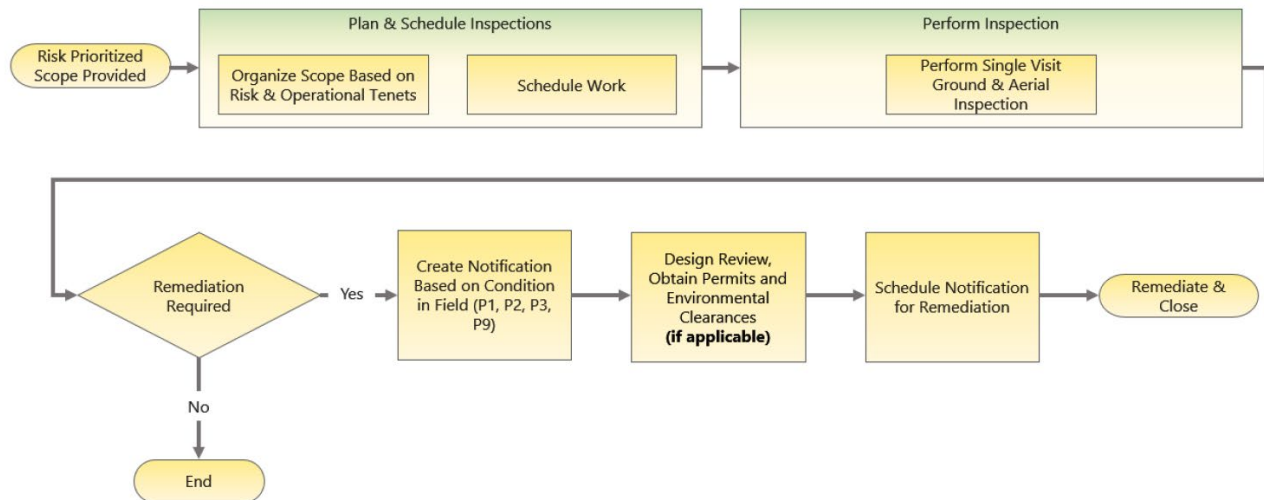 Plan & Schedule Inspections
Perform Inspection
Risk Prioritized
Scope Provided
Organize Scope Based on
Risk & Operational Tenets
Schedule Work
Perform Single Visit
Ground & Aerial
Inspection
Remediation
Required
Yes
Create Notification
Based on Condition
in Field (P1, P2, P3,
P9)
Design Review,
Obtain Permits and
Environmental
Clearances
(if applicable)
Schedule Notification
for Remediation
Remediate &
Close
No
End